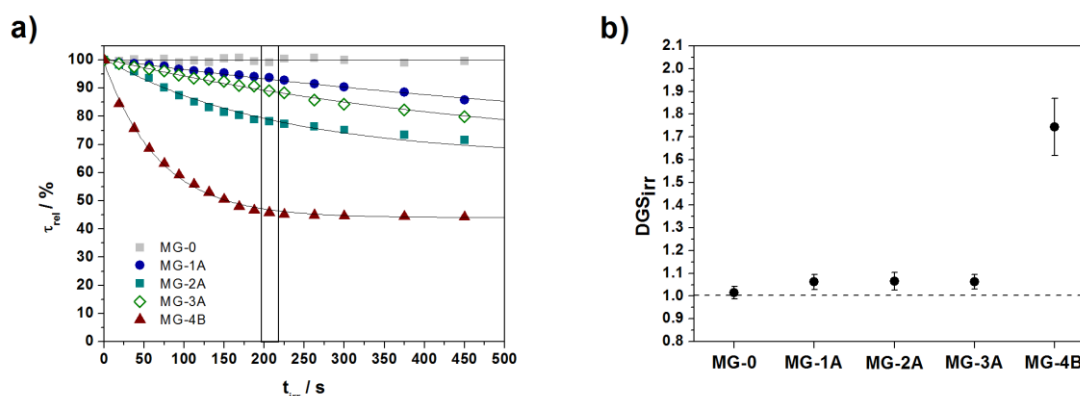 a)
τrel / %
100
90
80
70
60
50
40
30
20
10
0
MG-0
MG-1A
MG-2A
MG-3A
MG-4B
0 50 100 150 200 250 300 350 400 450 500
/ s
b)
DGSirr
2.1
2.0
1.9
1.8
1.7
1.6
1.5
1.4
1.3
1.2
1.1
1.0
0.9
0.8
MG-0 MG-1A MG-2A MG-3A MG-4B